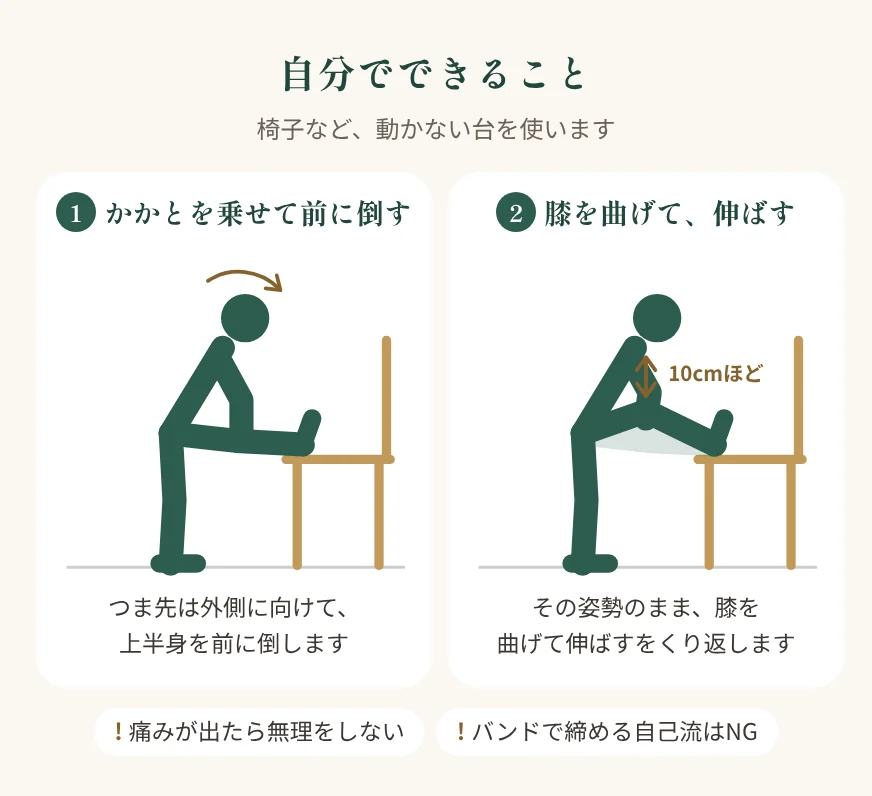 自分でできること
椅子など、動かない台を使います
1 かかとを乗せて前に倒す
つま先は外側に向けて、
上半身を前に倒します
2 膝を曲げて、伸ばす
10cmほど
その姿勢のまま、膝を
曲げて伸ばすをくり返します
! 痛みが出たら無理をしない
! バンドで締める自己流はNG